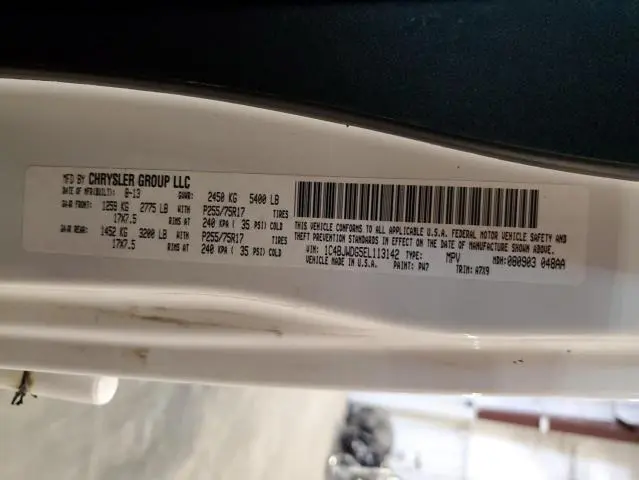 MFD BY CHRYSLER GROUP LLC
DATE OF MFR(BUILT): 8-13 GVWR: 2450 KG 5400 LB
GAWR FRONT: 1259 KG 2775 LB WITH P255/75R17 TIRES
17X7.5 RIMS AT 240 KPA ( 35 PSI) COLD
GAWR REAR: 1452 KG 3200 LB WITH P255/75R17 TIRES
17X7.5 RIMS AT 240 KPA ( 35 PSI) COLD
THIS VEHICLE CONFORMS TO ALL APPLICABLE U.S.A. FEDERAL MOTOR VEHICLE SAFETY AND
THEFT PREVENTION STANDARDS IN EFFECT ON THE DATE OF MANUFACTURE SHOWN ABOVE.
VIN: 1C4BJWDG5EL113142 TYPE: MPV MDH: 080903 048AA
VEHICLE MADE IN U.S.A. PAINT: PW7 TRIM: A7X9